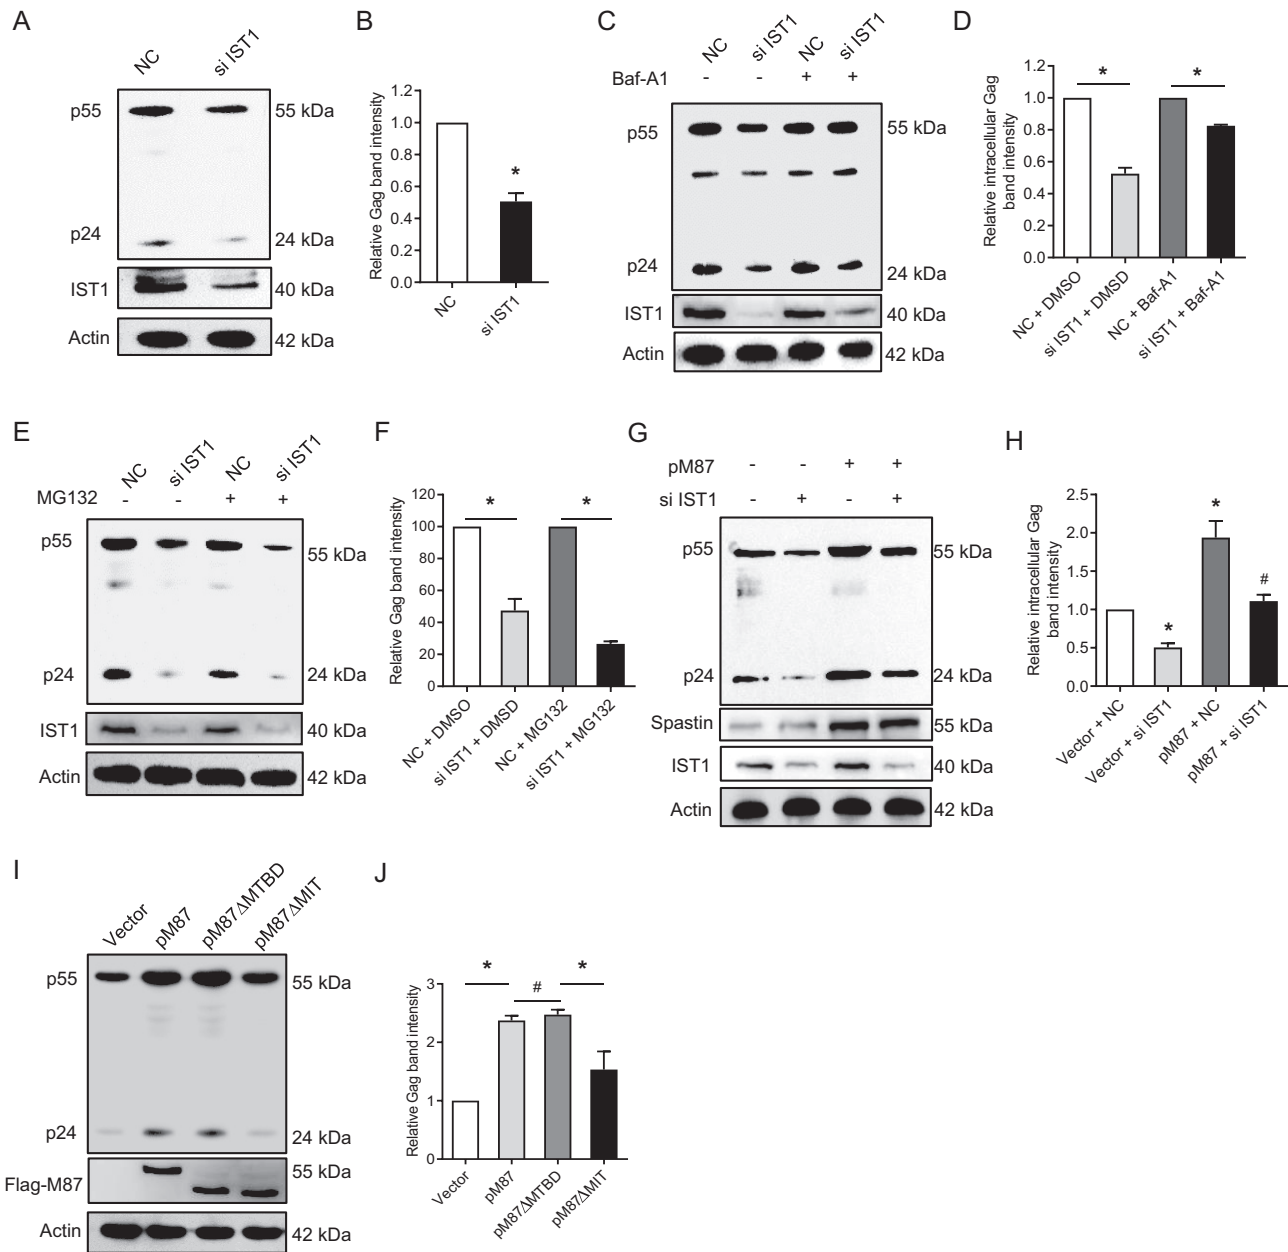 A
NC
si IST1
p55
55 kDa
p24
24 kDa
IST1
40 kDa
Actin
42 kDa
B
Relative Gag band intensity
1.2
1.0
0.8
0.6
0.4
0.2
0.0
*
NC
si IST1
C
NC
si IST1
NC
si IST1
Baf-A1 - - + +
p55
55 kDa
p24
24 kDa
IST1
40 kDa
Actin
42 kDa
D
Relative intracellular Gag
band intensity
1.2
1.0
0.8
0.6
0.4
0.2
0.0
* *
NC + DMSO
si IST1 + DMSD
NC + Baf-A1
si IST1 + Baf-A1
E
NC
si IST1
NC
si IST1
MG132 - - + +
p55
55 kDa
p24
24 kDa
IST1
40 kDa
Actin
42 kDa
F
Relative Gag band intensity
120
100
80
60
40
20
0
* *
NC + DMSO
si IST1 + DMSD
NC + MG132
si IST1 + MG132
G
pM87 - - + +
si IST1 - + - +
p55
55 kDa
p24
24 kDa
Spastin
55 kDa
IST1
40 kDa
Actin
42 kDa
H
Relative intracellular Gag
band intensity
2.5
2.0
1.5
1.0
0.5
0.0
*
*
#
Vector + NC
Vector + si IST1
pM87 + NC
pM87 + si IST1
I
Vector
pM87
pM87ΔMTBD
pM87ΔMIT
p55
55 kDa
p24
24 kDa
Flag-M87
55 kDa
Actin
42 kDa
J
Relative Gag band intensity
3
2
1
0
* # *
Vector
pM87
pM87ΔMTBD
pM87ΔMIT